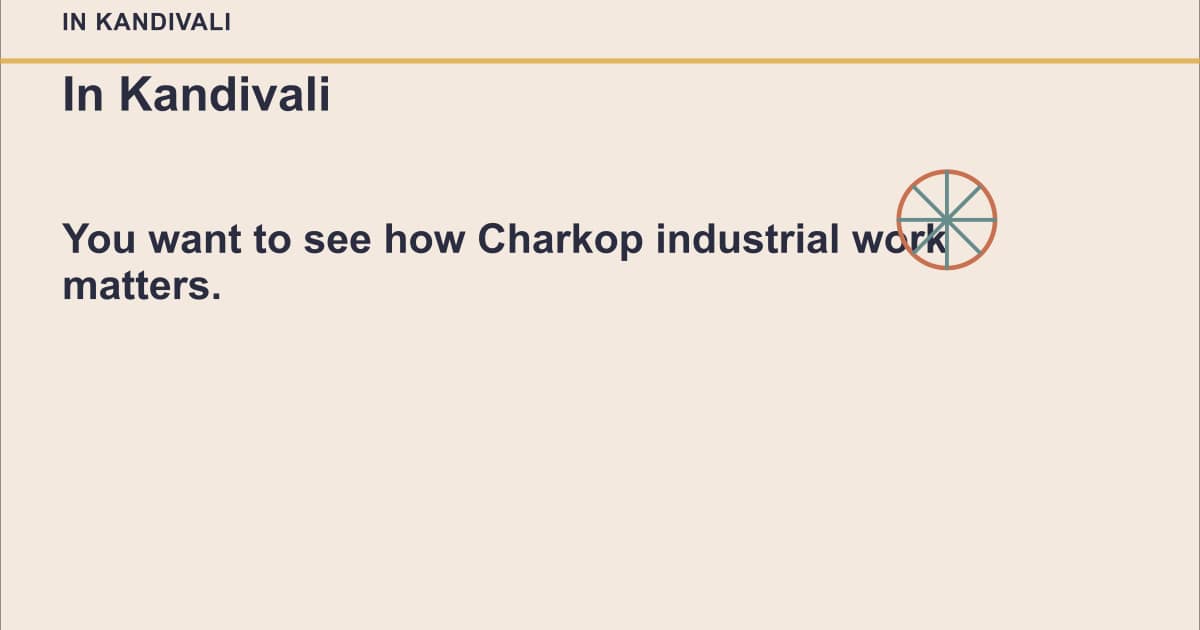 IN KANDIVALI
In Kandivali
You want to see how Charkop industrial work
matters.